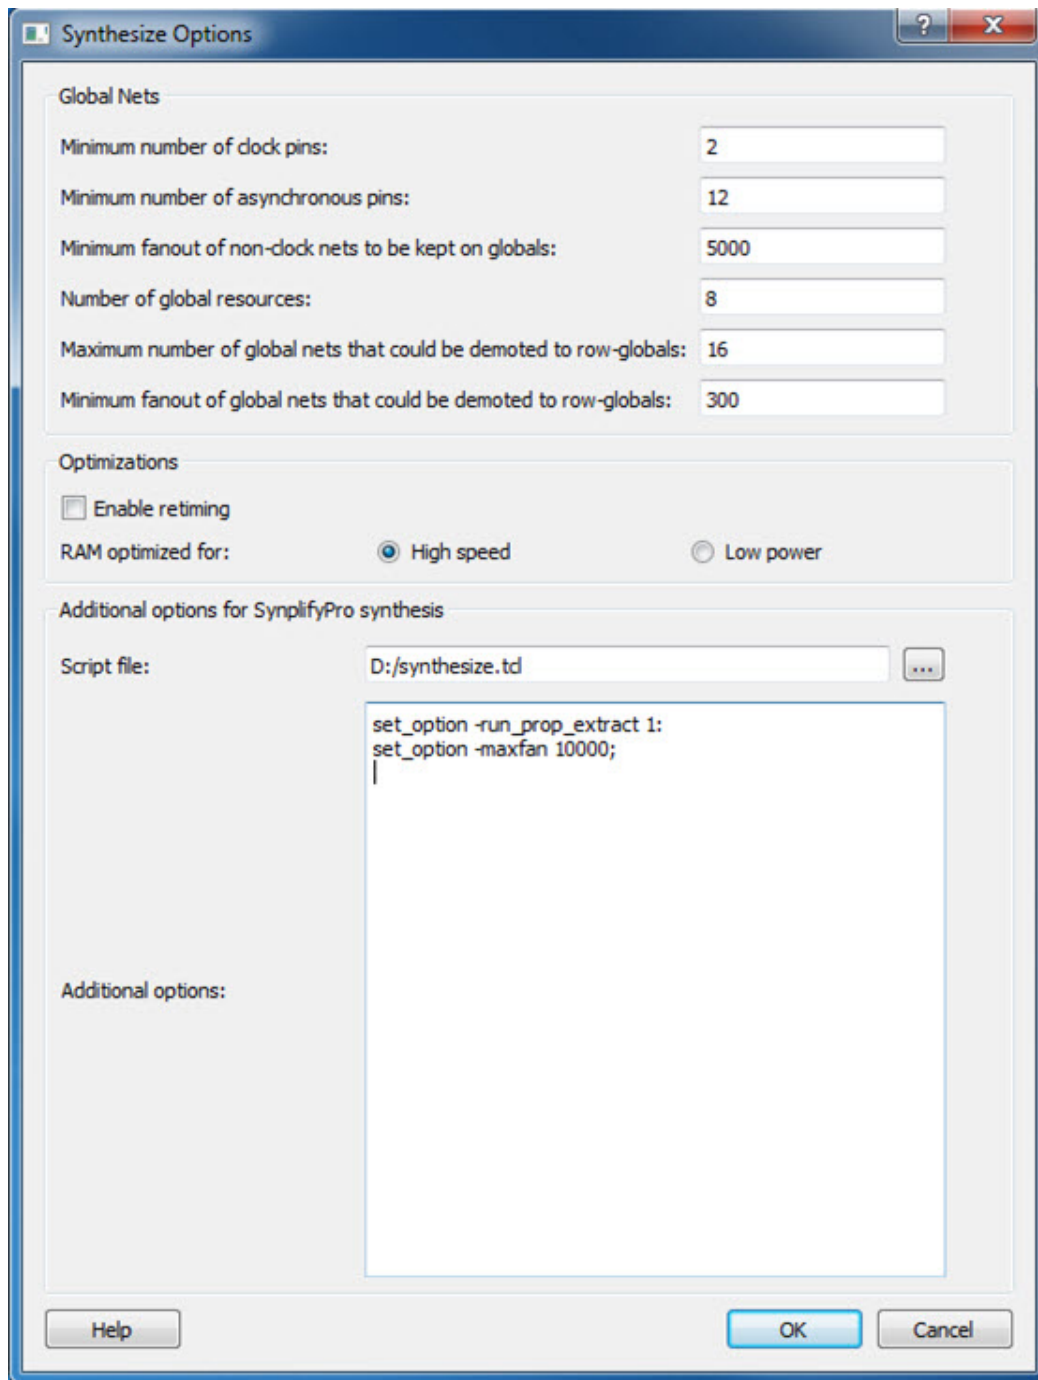 Synthesize Options
?
Global Nets
Minimum number of clock pins: 2
Minimum number of asynchronous pins: 12
Minimum fanout of non-clock nets to be kept on globals: 5000
Number of global resources: 8
Maximum number of global nets that could be demoted to row-globals: 16
Minimum fanout of global nets that could be demoted to row-globals: 300
Optimizations
Enable retiming
RAM optimized for: High speed Low power
Additional options for SynplifyPro synthesis
Script file: D:/synthesize.tcl ...
set_option -run_prop_extract 1:
set_option -maxfan 10000;
Additional options:
Help OK Cancel